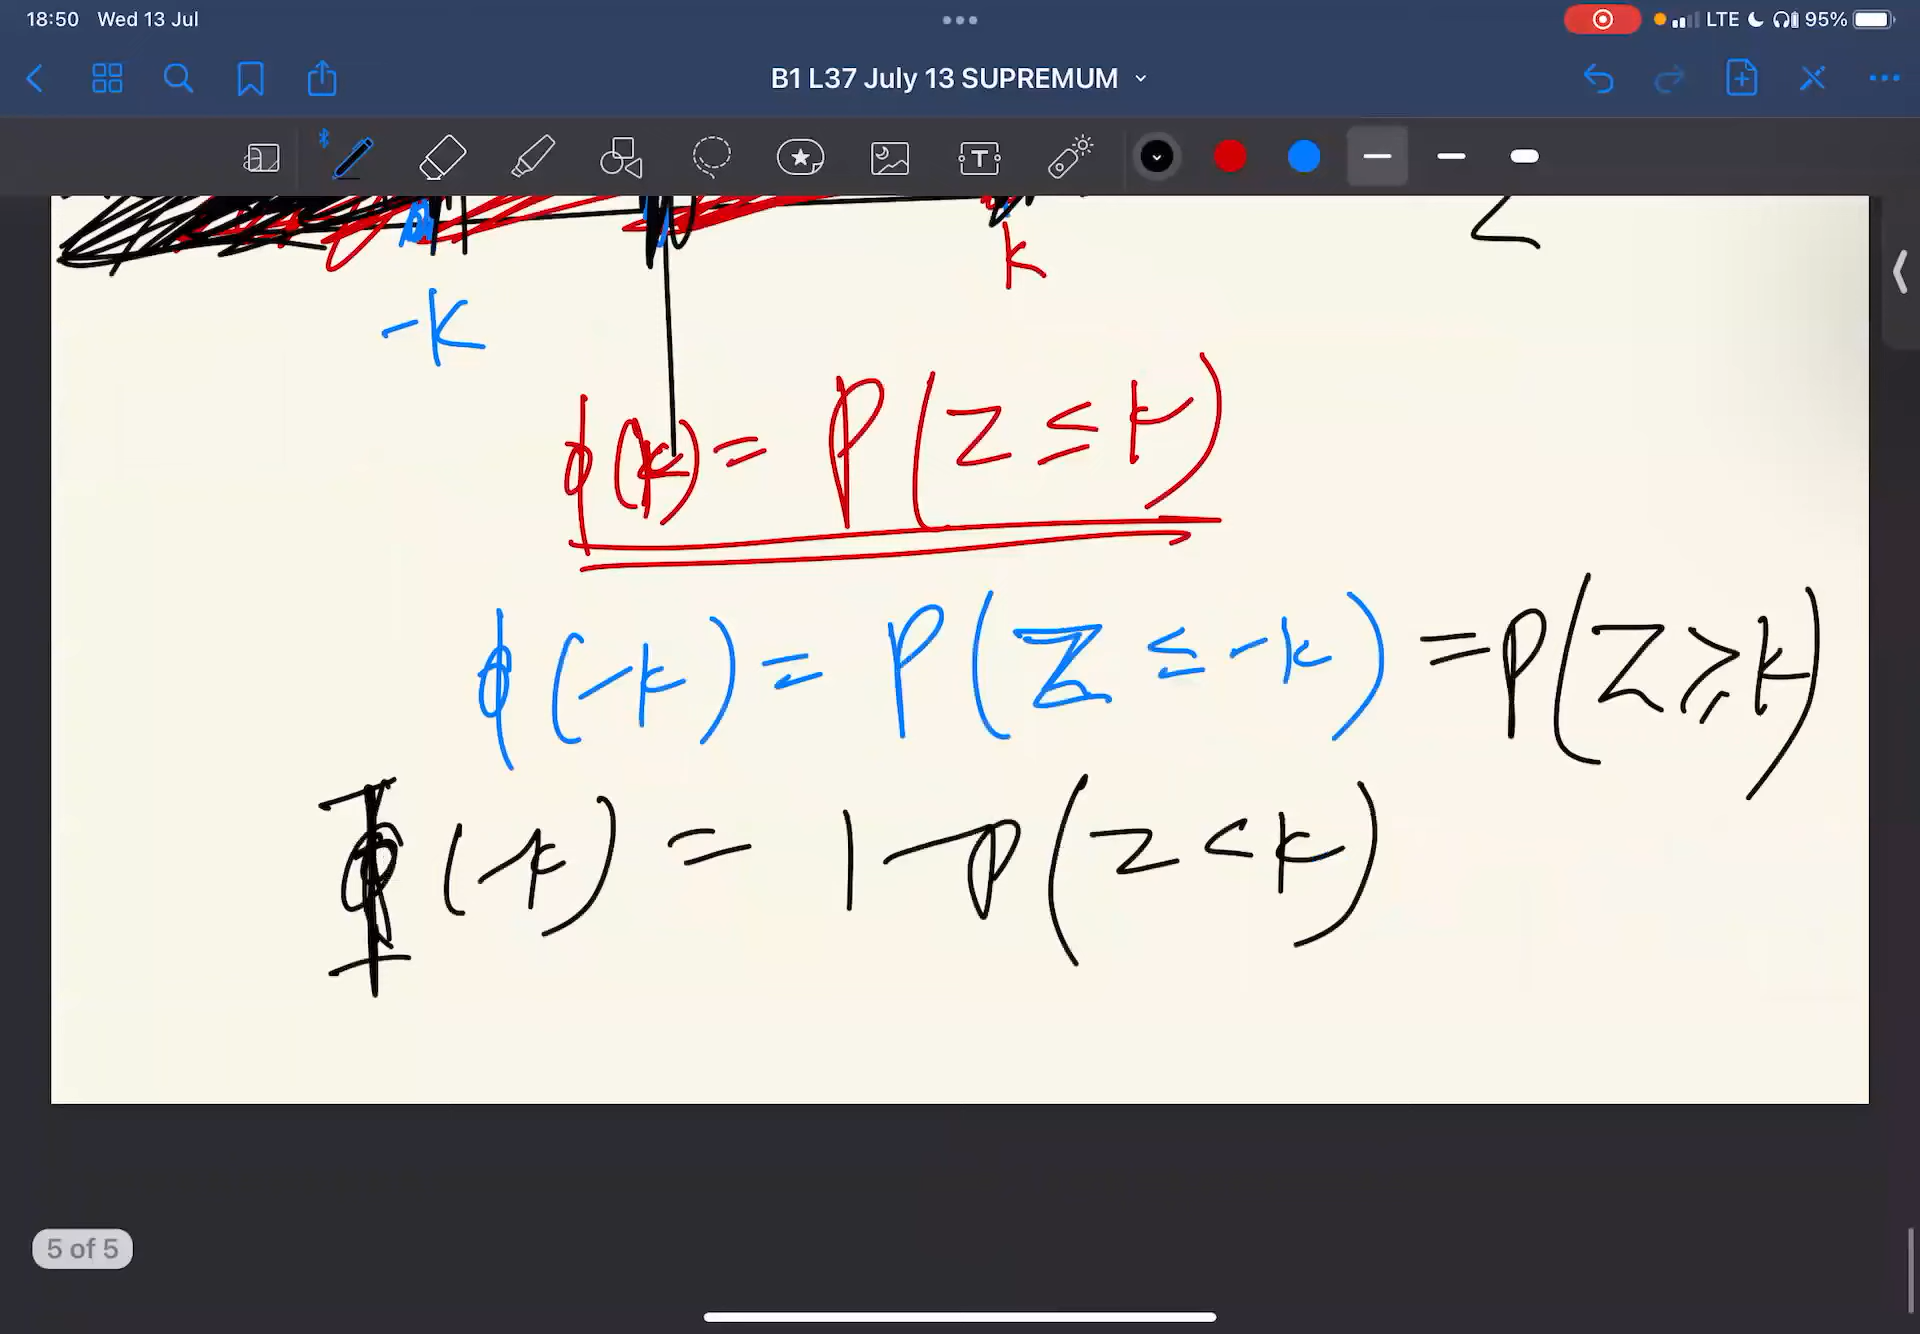 18:50 Wed 13 Jul
LTE 95%
B1 L37 July 13 SUPREMUM
T
k
Z
-k
ϕ(k) = P(Z ≤ k)
ϕ(-k) = P(Z ≤ -k) = P(Z ≥ k)
Φ(-k) = 1 - P(Z < k)
5 of 5